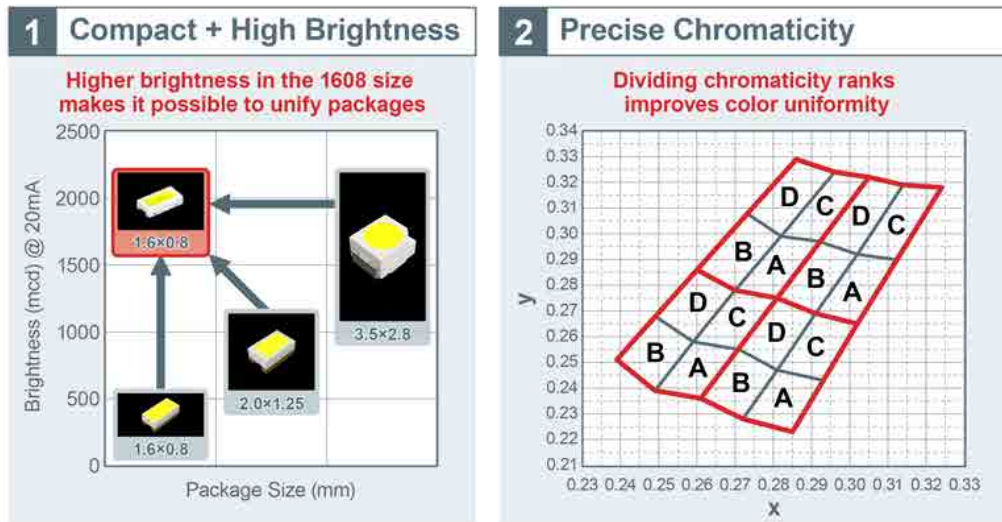 1 Compact + High Brightness
Higher brightness in the 1608 size
makes it possible to unify packages
Brightness (mcd) @ 20mA
2500
2000
1500
1000
500
0
1.6×0.8
3.5×2.8
2.0×1.25
1.6×0.8
Package Size (mm)
2 Precise Chromaticity
Dividing chromaticity ranks
improves color uniformity
y
0.34
0.33
0.32
0.31
0.30
0.29
0.28
0.27
0.26
0.25
0.24
0.23
0.22
0.21
D C D C
B A B A
D C D C
B A B A
0.23 0.24 0.25 0.26 0.27 0.28 0.29 0.30 0.31 0.32 0.33
x